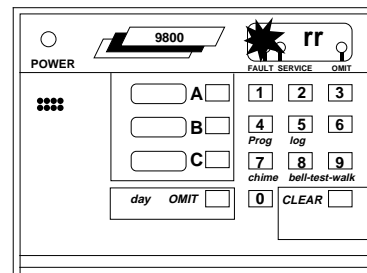 9800
rr
POWER
FAULT SERVICE OMIT
A
1 2 3
B
4 5 6
Prog log
C
7 8 9
chime bell-test-walk
day OMIT
0 CLEAR